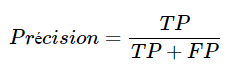 Précision = TP / (TP + FP)